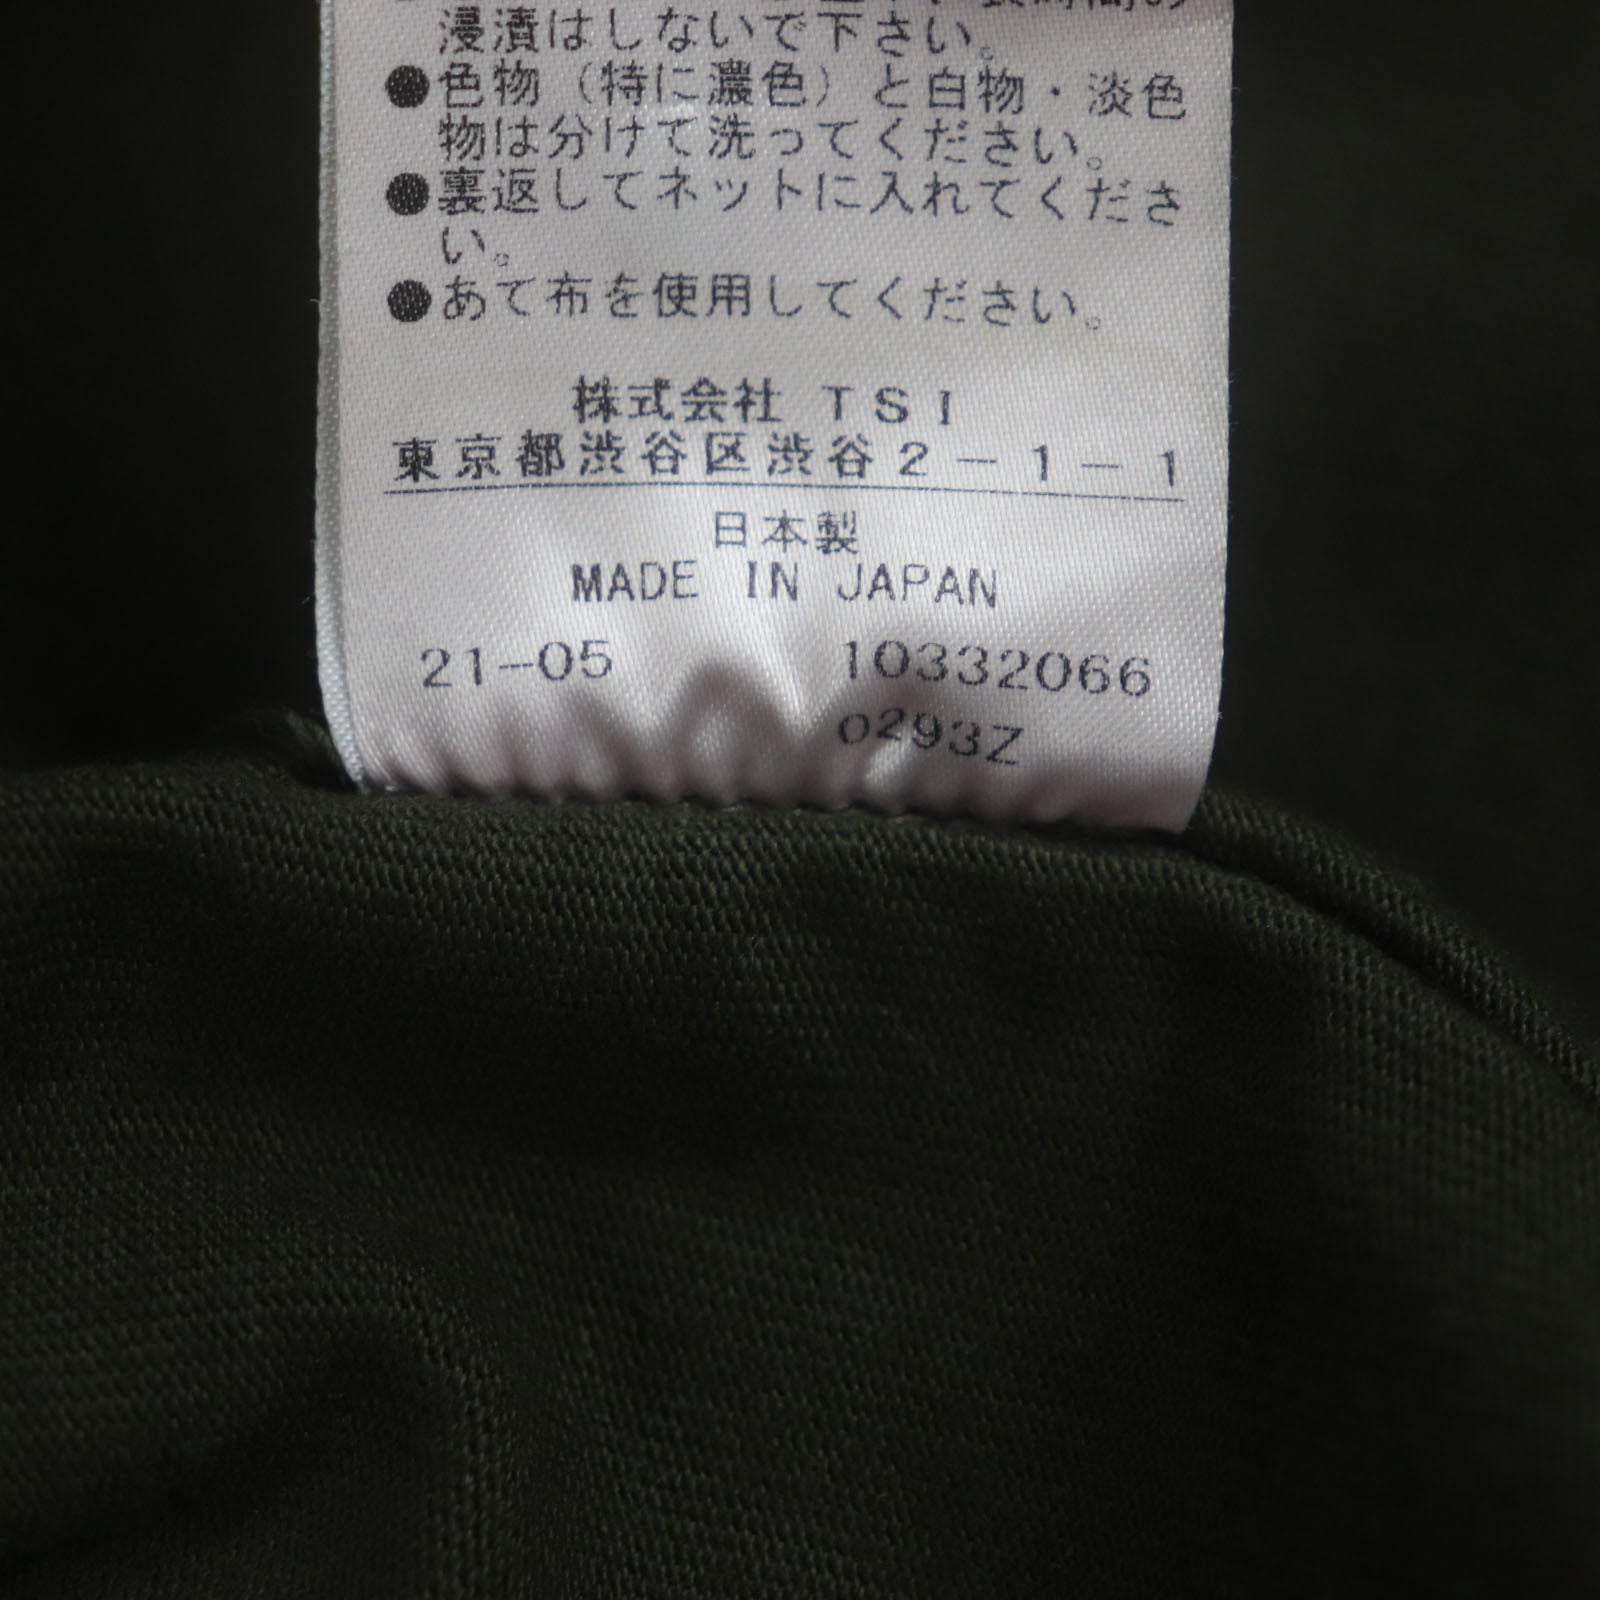 浸漬はしないで下さい。
●色物（特に濃色）と白物・淡色
物は分けて洗ってください。
●裏返してネットに入れてくださ
い。
●あて布を使用してください。
株式会社 TSI
東京都渋谷区渋谷2-1-1
日本製
MADE IN JAPAN
21-05 10332066
0293Z